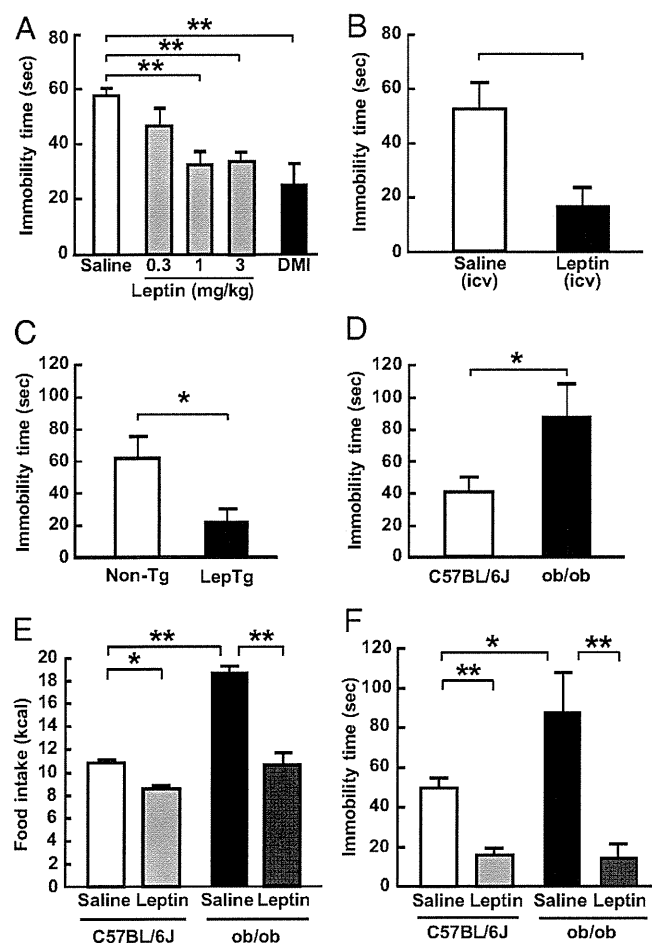 A
Immobility time (sec)
80
60
40
20
0
**
**
**
Saline 0.3 1 3 DMI
Leptin (mg/kg)
B
Immobility time (sec)
80
60
40
20
0
Saline Leptin
(icv) (icv)
C
Immobility time (sec)
120
100
80
60
40
20
0
*
Non-Tg LepTg
D
Immobility time (sec)
120
100
80
60
40
20
0
*
C57BL/6J ob/ob
E
Food intake (kcal)
20
18
16
14
12
10
8
6
4
2
0
**
**
*
Saline Leptin Saline Leptin
C57BL/6J ob/ob
F
Immobility time (sec)
120
100
80
60
40
20
0
*
**
**
Saline Leptin Saline Leptin
C57BL/6J ob/ob